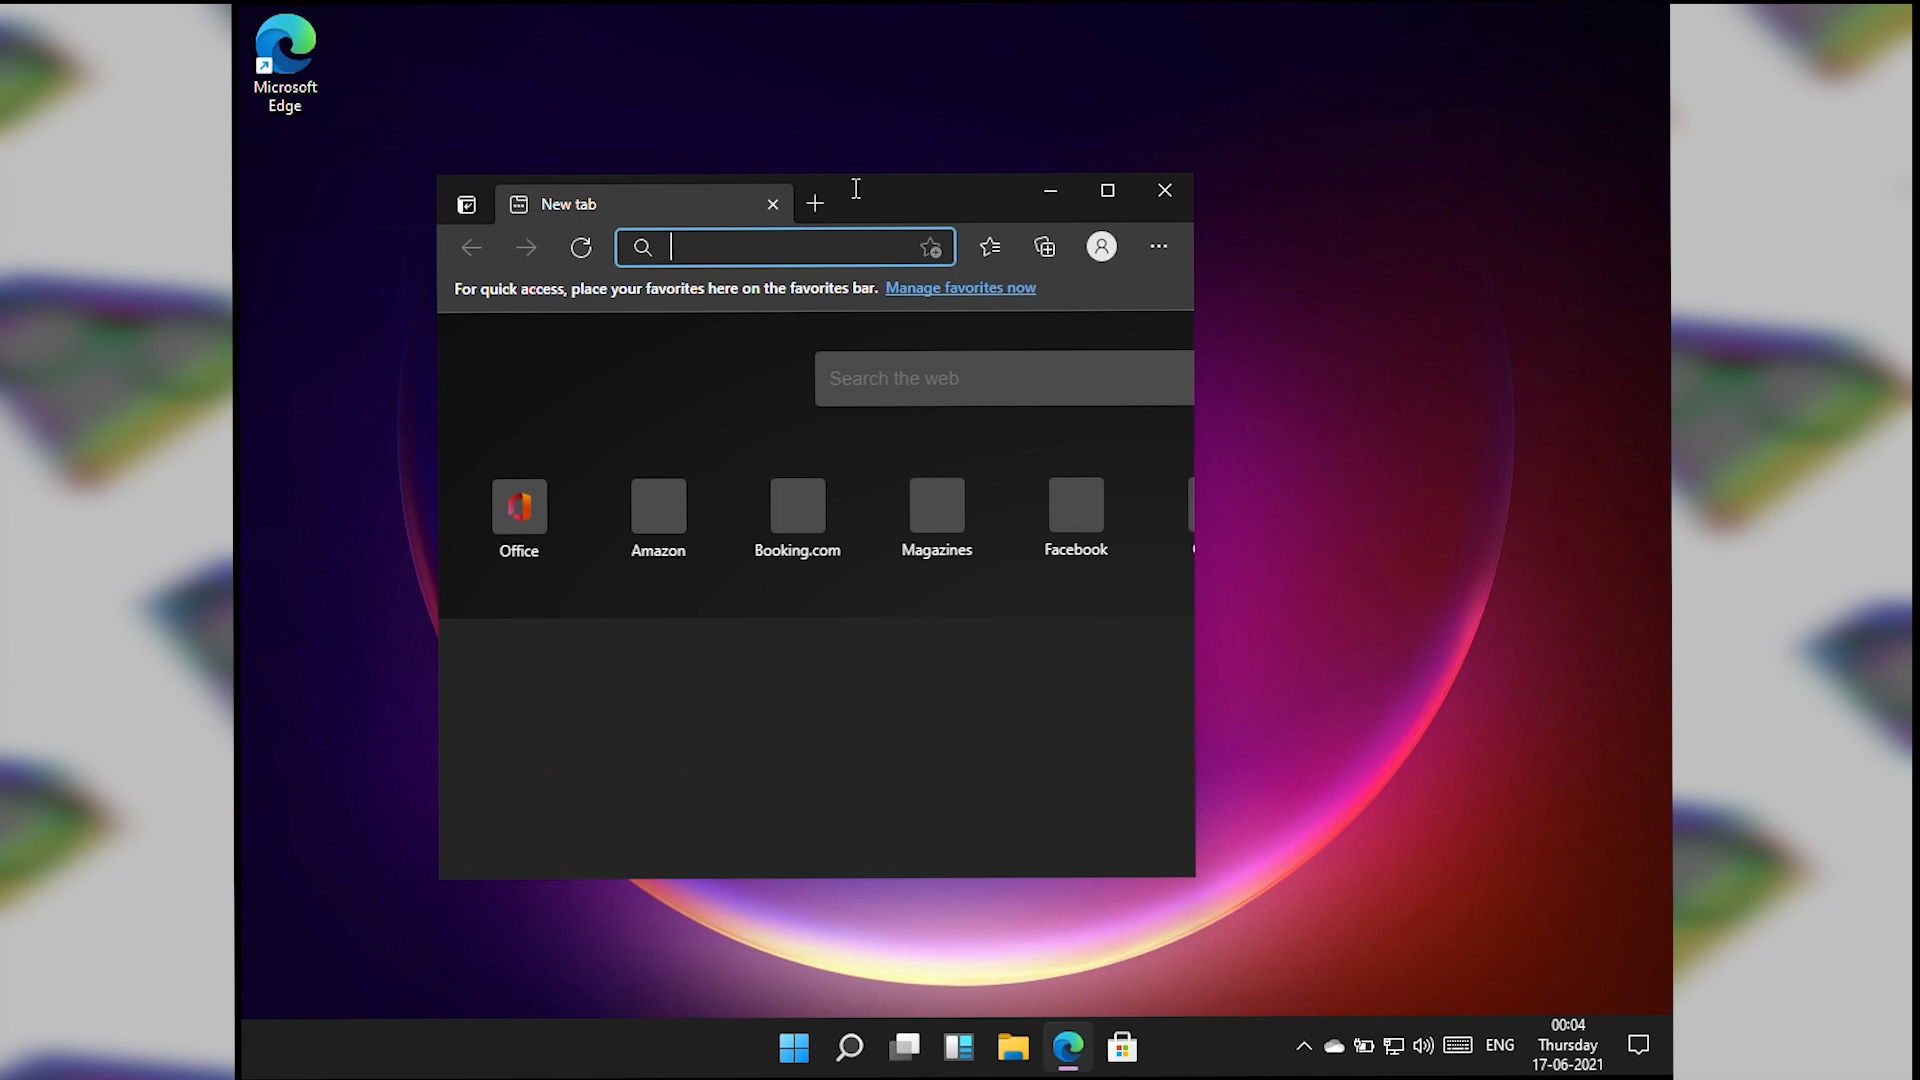 Microsoft
Edge
New tab
For quick access, place your favorites here on the favorites bar. Manage favorites now
Search the web
Office
Amazon
Booking.com
Magazines
Facebook
ENG
00:04
Thursday
17-06-2021